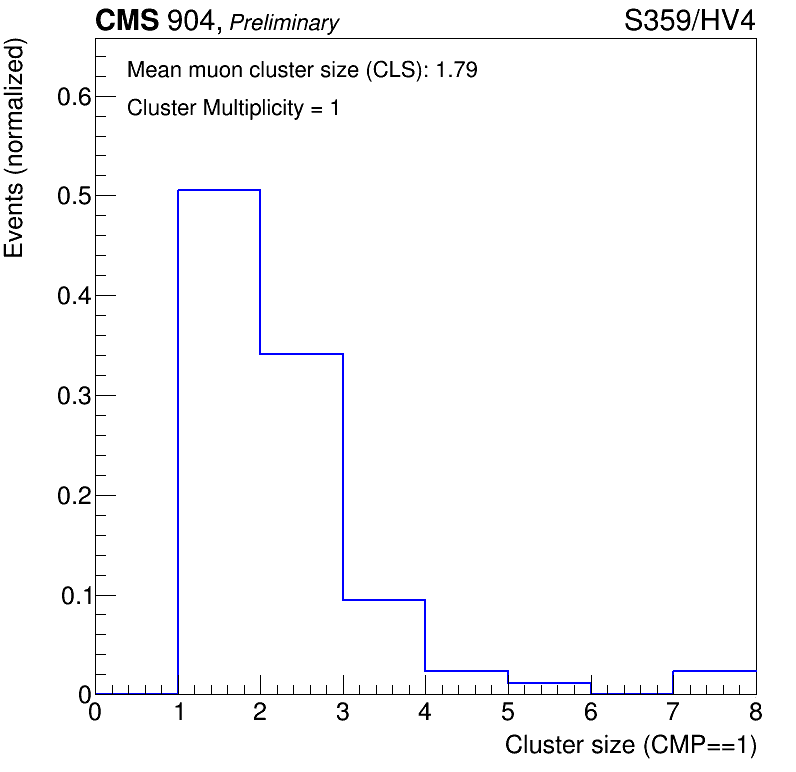 CMS 904, Preliminary S359/HV4
Mean muon cluster size (CLS): 1.79
Cluster Multiplicity = 1
Events (normalized)
0.6
0.5
0.4
0.3
0.2
0.1
0
0 1 2 3 4 5 6 7 8
Cluster size (CMP==1)